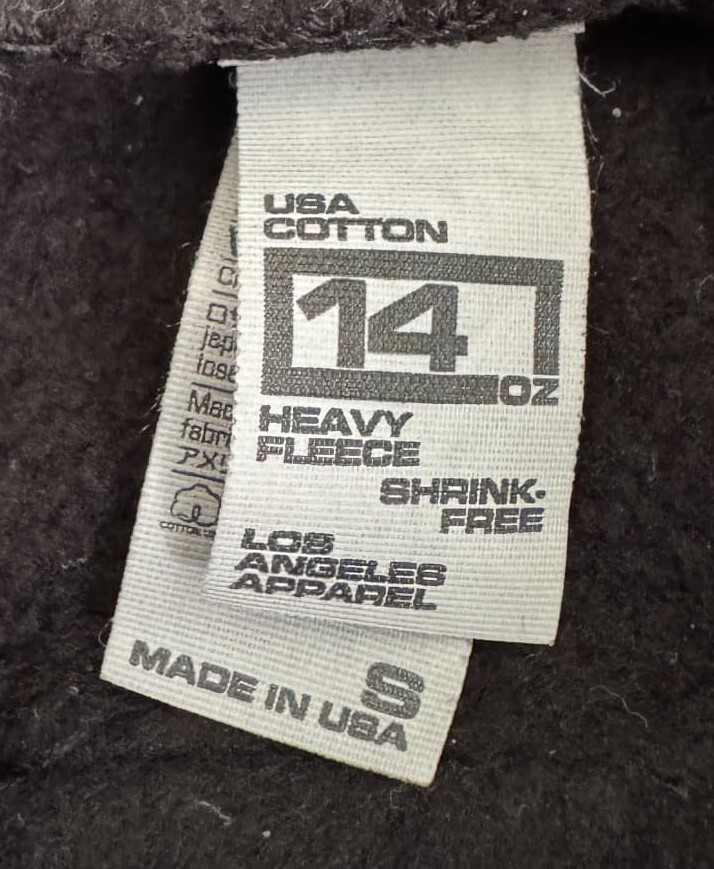 USA
COTTON
14
OZ
HEAVY
FLEECE
SHRINK-
FREE
LOS
ANGELES
APPAREL
S
MADE IN USA